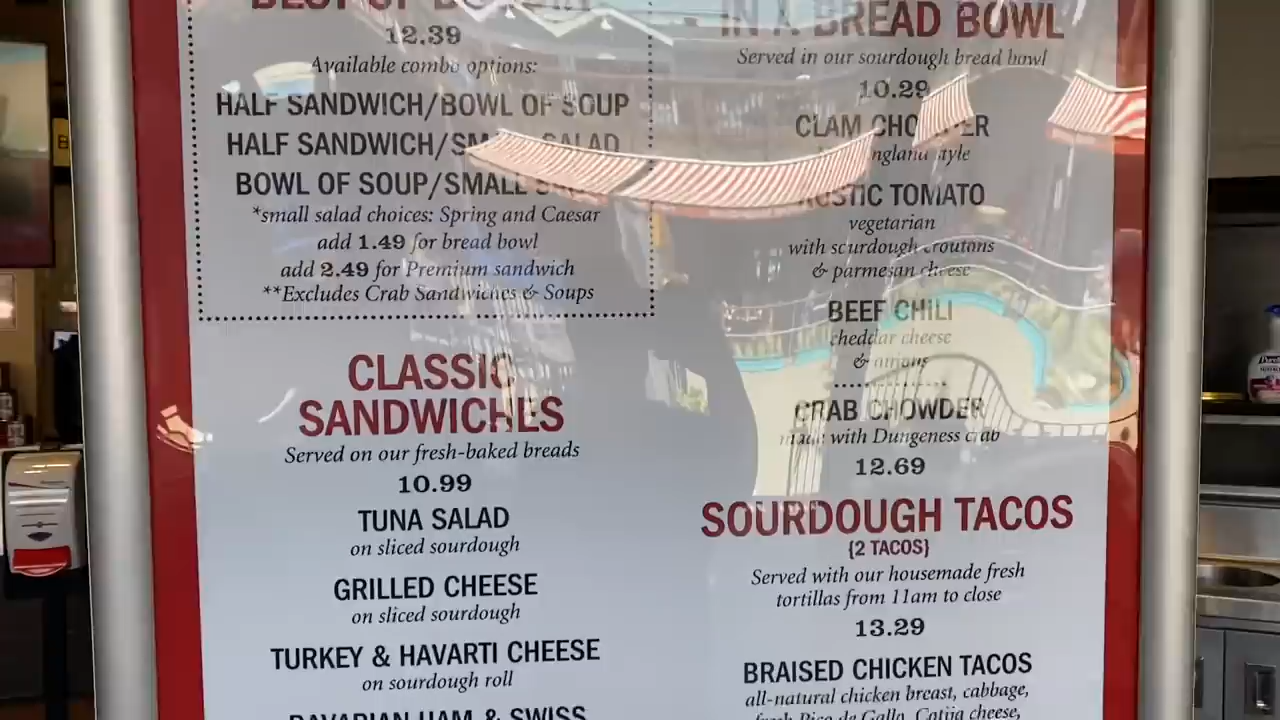 BEST OF BOTH
12.39
Available combo options:
HALF SANDWICH/BOWL OF SOUP
HALF SANDWICH/SMALL SALAD
BOWL OF SOUP/SMALL SALAD
*small salad choices: Spring and Caesar
add 1.49 for bread bowl
add 2.49 for Premium sandwich
**Excludes Crab Sandwiches & Soups
CLASSIC
SANDWICHES
Served on our fresh-baked breads
10.99
TUNA SALAD
on sliced sourdough
GRILLED CHEESE
on sliced sourdough
TURKEY & HAVARTI CHEESE
on sourdough roll
BAVARIAN HAM & SWISS
IN A BREAD BOWL
Served in our sourdough bread bowl
10.29
CLAM CHOWDER
England style
RUSTIC TOMATO
vegetarian
with sourdough croutons
& parmesan cheese
BEEF CHILI
cheddar cheese
& onions
CRAB CHOWDER
made with Dungeness crab
12.69
SOURDOUGH TACOS
{2 TACOS}
Served with our housemade fresh
tortillas from 11am to close
13.29
BRAISED CHICKEN TACOS
all-natural chicken breast, cabbage,
fresh Pico de Gallo, Cotija cheese,